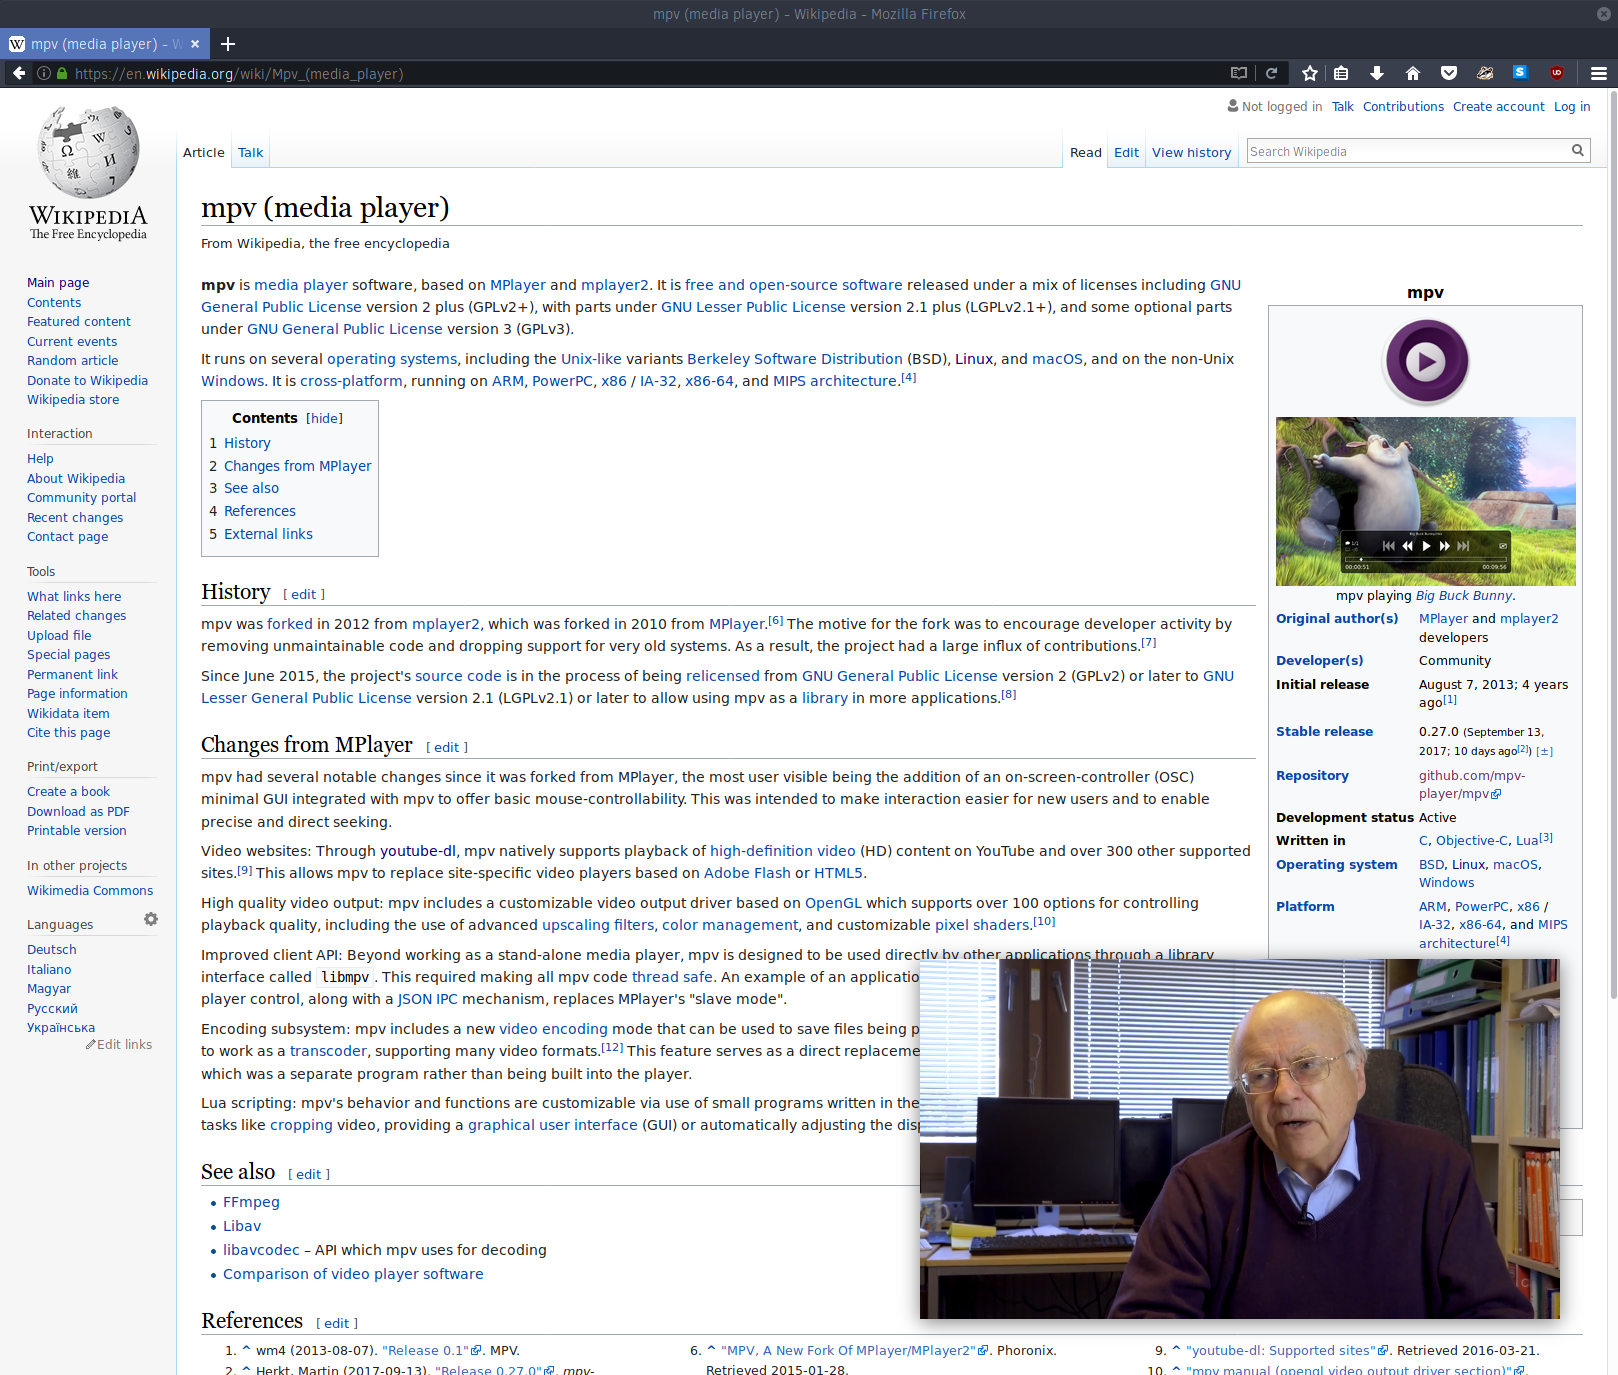 mpv (media player) - Wikipedia - Mozilla Firefox
mpv (media player) - W
https://en.wikipedia.org/wiki/Mpv_(media_player)
Not logged in Talk Contributions Create account Log in
Article Talk
Read Edit View history
Search Wikipedia
WIKIPEDIA
The Free Encyclopedia
Main page
Contents
Featured content
Current events
Random article
Donate to Wikipedia
Wikipedia store
Interaction
Help
About Wikipedia
Community portal
Recent changes
Contact page
Tools
What links here
Related changes
Upload file
Special pages
Permanent link
Page information
Wikidata item
Cite this page
Print/export
Create a book
Download as PDF
Printable version
In other projects
Wikimedia Commons
Languages
Deutsch
Italiano
Magyar
Русский
Українська
Edit links
mpv (media player)
From Wikipedia, the free encyclopedia
mpv is media player software, based on MPlayer and mplayer2. It is free and open-source software released under a mix of licenses including GNU
General Public License version 2 plus (GPLv2+), with parts under GNU Lesser Public License version 2.1 plus (LGPLv2.1+), and some optional parts
under GNU General Public License version 3 (GPLv3).
It runs on several operating systems, including the Unix-like variants Berkeley Software Distribution (BSD), Linux, and macOS, and on the non-Unix
Windows. It is cross-platform, running on ARM, PowerPC, x86 / IA-32, x86-64, and MIPS architecture.[4]
Contents [hide]
1 History
2 Changes from MPlayer
3 See also
4 References
5 External links
History [ edit ]
mpv was forked in 2012 from mplayer2, which was forked in 2010 from MPlayer.[6] The motive for the fork was to encourage developer activity by
removing unmaintainable code and dropping support for very old systems. As a result, the project had a large influx of contributions.[7]
Since June 2015, the project's source code is in the process of being relicensed from GNU General Public License version 2 (GPLv2) or later to GNU
Lesser General Public License version 2.1 (LGPLv2.1) or later to allow using mpv as a library in more applications.[8]
Changes from MPlayer [ edit ]
mpv had several notable changes since it was forked from MPlayer, the most user visible being the addition of an on-screen-controller (OSC)
minimal GUI integrated with mpv to offer basic mouse-controllability. This was intended to make interaction easier for new users and to enable
precise and direct seeking.
Video websites: Through youtube-dl, mpv natively supports playback of high-definition video (HD) content on YouTube and over 300 other supported
sites.[9] This allows mpv to replace site-specific video players based on Adobe Flash or HTML5.
High quality video output: mpv includes a customizable video output driver based on OpenGL which supports over 100 options for controlling
playback quality, including the use of advanced upscaling filters, color management, and customizable pixel shaders.[10]
Improved client API: Beyond working as a stand-alone media player, mpv is designed to be used directly by other applications through a library
interface called libmpv. This required making all mpv code thread safe. An example of an applicatio
player control, along with a JSON IPC mechanism, replaces MPlayer's "slave mode".
Encoding subsystem: mpv includes a new video encoding mode that can be used to save files being p
to work as a transcoder, supporting many video formats.[12] This feature serves as a direct replaceme
which was a separate program rather than being built into the player.
Lua scripting: mpv's behavior and functions are customizable via use of small programs written in the
tasks like cropping video, providing a graphical user interface (GUI) or automatically adjusting the disp
See also [ edit ]
FFmpeg
Libav
libavcodec – API which mpv uses for decoding
Comparison of video player software
References [ edit ]
1. ^ wm4 (2013-08-07). "Release 0.1". MPV.
2. ^ Herkt, Martin (2017-09-13). "Release 0.27.0". mpv-
6. ^ "MPV, A New Fork Of MPlayer/MPlayer2". Phoronix.
Retrieved 2015-01-28.
9. ^ "youtube-dl: Supported sites". Retrieved 2016-03-21.
10. ^ "mpv manual (opengl video output driver section)".
mpv
00:00:51 00:09:56
mpv playing Big Buck Bunny.
Original author(s) MPlayer and mplayer2
developers
Developer(s) Community
Initial release August 7, 2013; 4 years
ago[1]
Stable release 0.27.0 (September 13,
2017; 10 days ago[2]) [±]
Repository github.com/mpv-
player/mpv
Development status Active
Written in C, Objective-C, Lua[3]
Operating system BSD, Linux, macOS,
Windows
Platform ARM, PowerPC, x86 /
IA-32, x86-64, and MIPS
architecture[4]